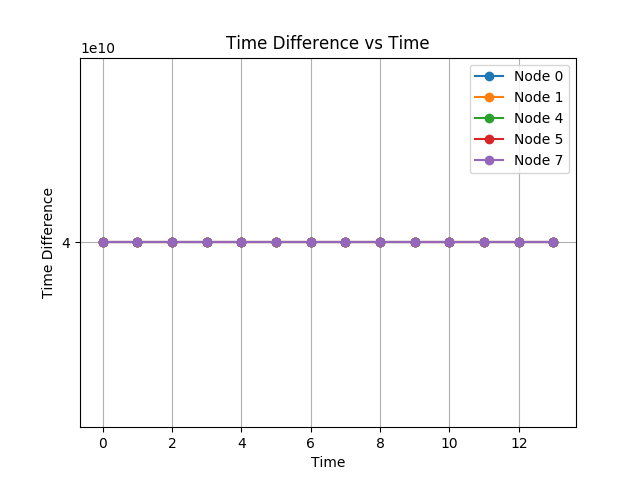 Time Difference vs Time
1e10
Node 0
Node 1
Node 4
Node 5
Node 7
Time Difference
4
0 2 4 6 8 10 12
Time